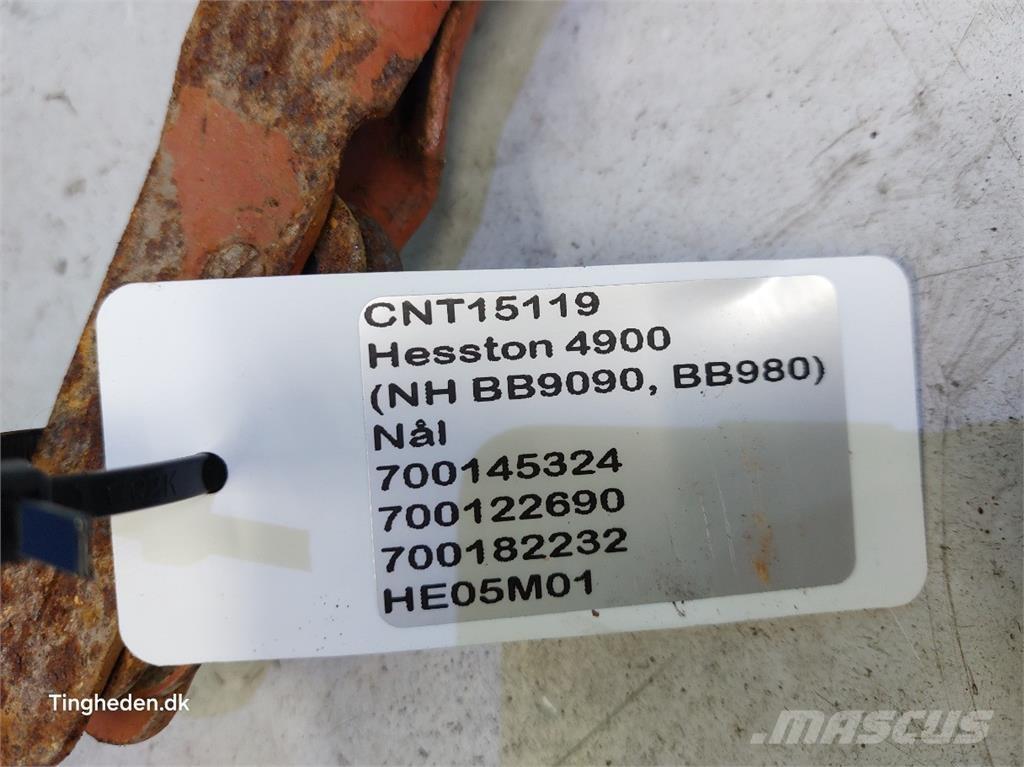 CNT15119
Hesston 4900
(NH BB9090, BB980)
Nål
700145324
700122690
700182232
HE05M01
Tingheden.dk
MASCUS